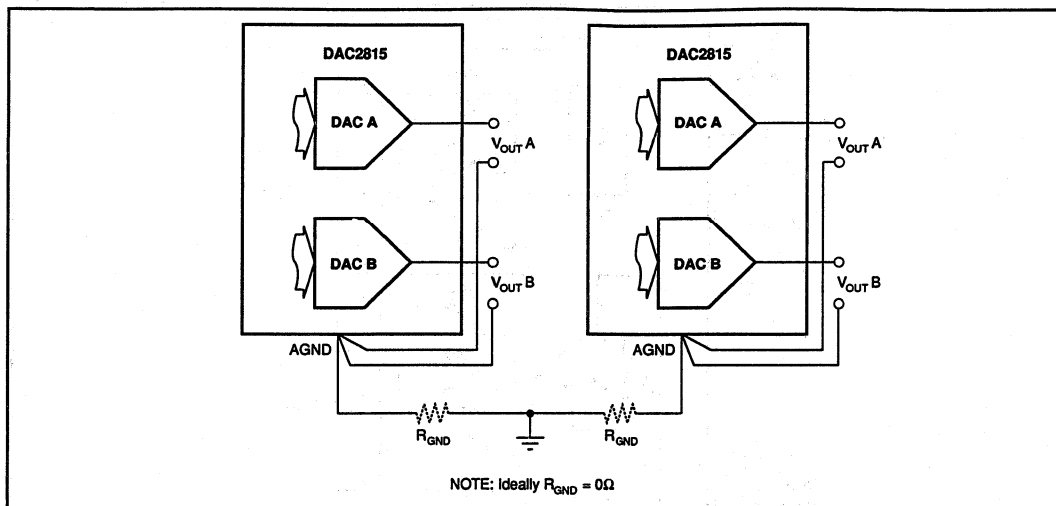 DAC2815
DAC A
V_OUT A
DAC B
V_OUT B
AGND
DAC2815
DAC A
V_OUT A
DAC B
V_OUT B
AGND
R_GND
R_GND
NOTE: Ideally R_GND = 0Ω